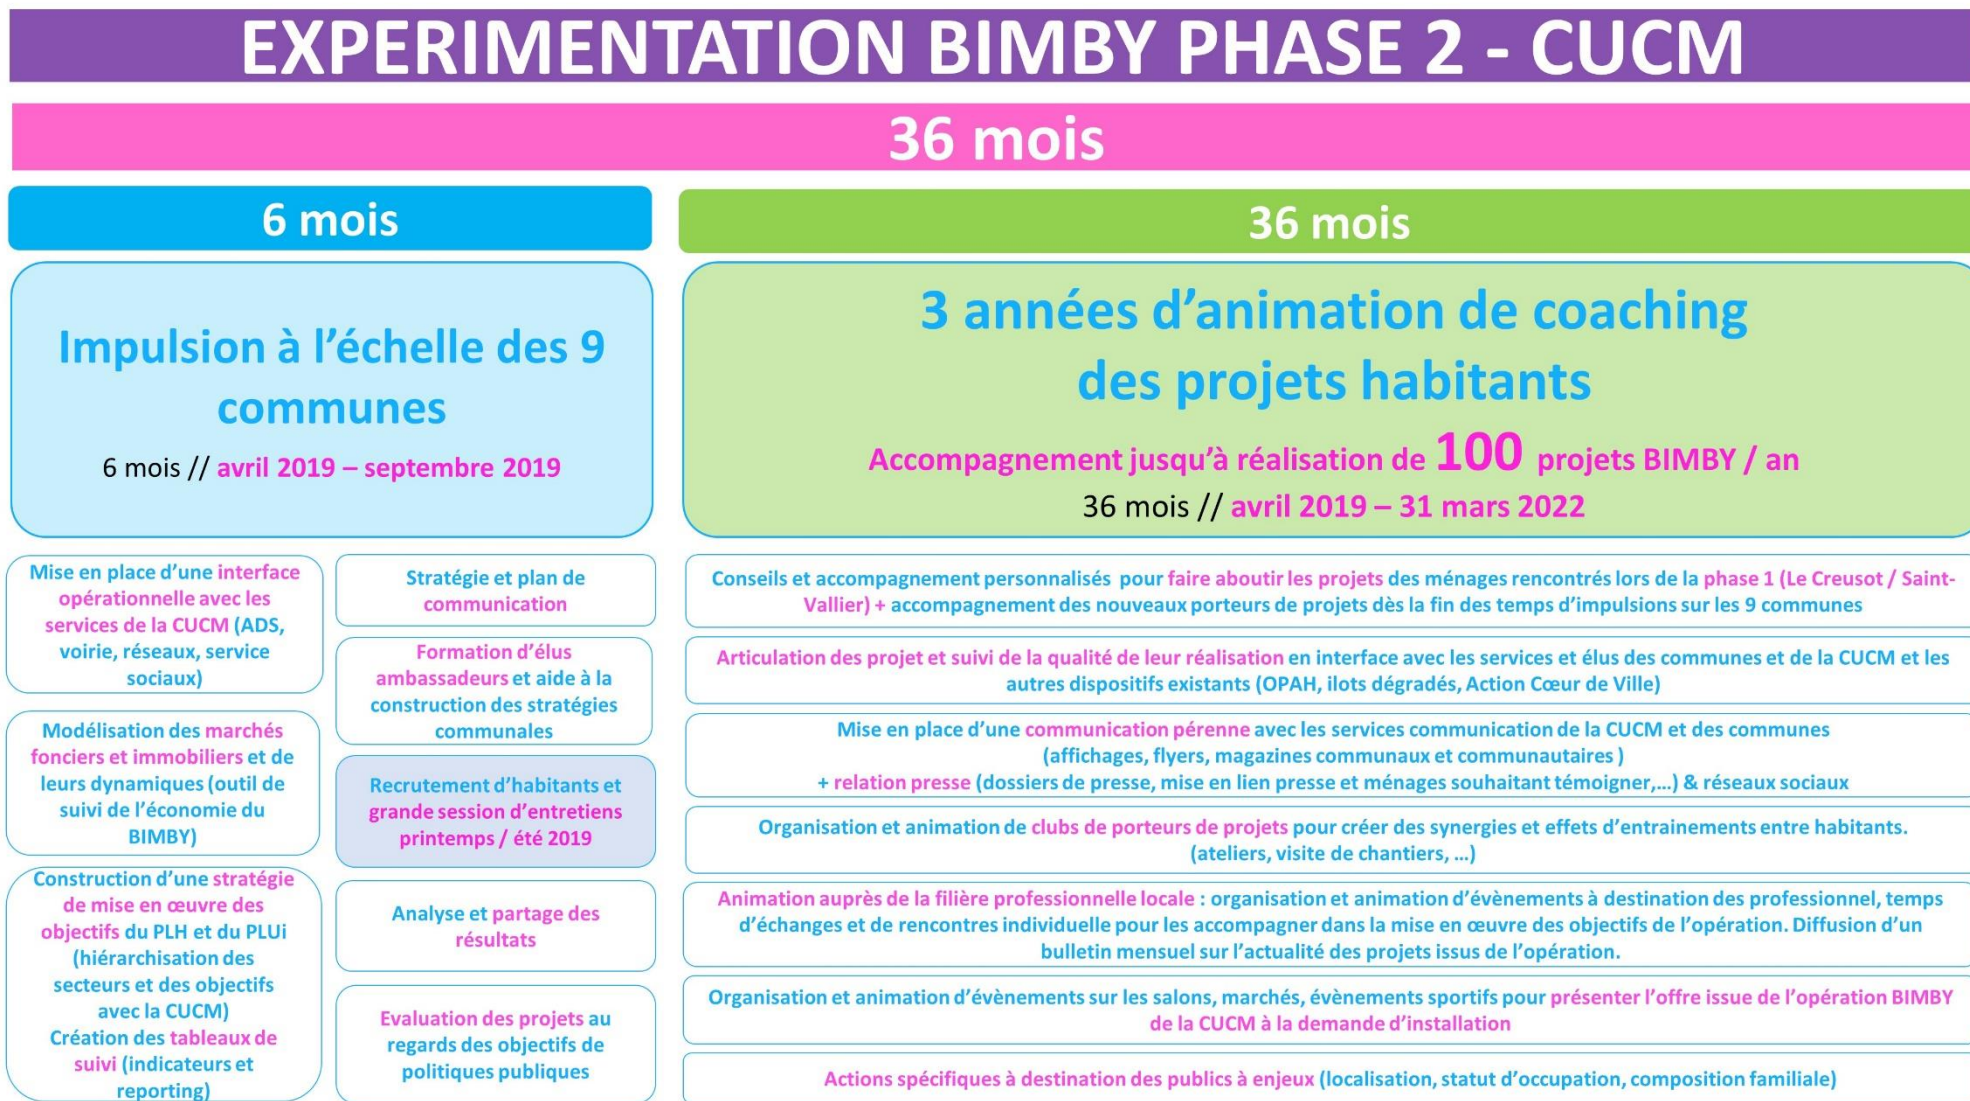 EXPERIMENTATION BIMBY PHASE 2 - CUCM
36 mois
6 mois
Impulsion à l’échelle des 9
communes
6 mois // avril 2019 – septembre 2019
Mise en place d’une interface
opérationnelle avec les
services de la CUCM (ADS,
voirie, réseaux, service
sociaux)
Modélisation des marchés
fonciers et immobiliers et de
leurs dynamiques (outil de
suivi de l’économie du
BIMBY)
Construction d’une stratégie
de mise en œuvre des
objectifs du PLH et du PLUi
(hiérarchisation des
secteurs et des objectifs
avec la CUCM)
Création des tableaux de
suivi (indicateurs et
reporting)
Stratégie et plan de
communication
Formation d’élus
ambassadeurs et aide à la
construction des stratégies
communales
Recrutement d’habitants et
grande session d’entretiens
printemps / été 2019
Analyse et partage des
résultats
Evaluation des projets au
regards des objectifs de
politiques publiques
36 mois
3 années d’animation de coaching
des projets habitants
Accompagnement jusqu’à réalisation de 100 projets BIMBY / an
36 mois // avril 2019 – 31 mars 2022
Conseils et accompagnement personnalisés pour faire aboutir les projets des ménages rencontrés lors de la phase 1 (Le Creusot / Saint-
Vallier) + accompagnement des nouveaux porteurs de projets dès la fin des temps d’impulsions sur les 9 communes
Articulation des projet et suivi de la qualité de leur réalisation en interface avec les services et élus des communes et de la CUCM et les
autres dispositifs existants (OPAH, ilots dégradés, Action Cœur de Ville)
Mise en place d’une communication pérenne avec les services communication de la CUCM et des communes
(affichages, flyers, magazines communaux et communautaires )
+ relation presse (dossiers de presse, mise en lien presse et ménages souhaitant témoigner,...) & réseaux sociaux
Organisation et animation de clubs de porteurs de projets pour créer des synergies et effets d’entrainements entre habitants.
(ateliers, visite de chantiers, ...)
Animation auprès de la filière professionnelle locale : organisation et animation d’évènements à destination des professionnel, temps
d’échanges et de rencontres individuelle pour les accompagner dans la mise en œuvre des objectifs de l’opération. Diffusion d’un
bulletin mensuel sur l’actualité des projets issus de l’opération.
Organisation et animation d’évènements sur les salons, marchés, évènements sportifs pour présenter l’offre issue de l’opération BIMBY
de la CUCM à la demande d’installation
Actions spécifiques à destination des publics à enjeux (localisation, statut d’occupation, composition familiale)